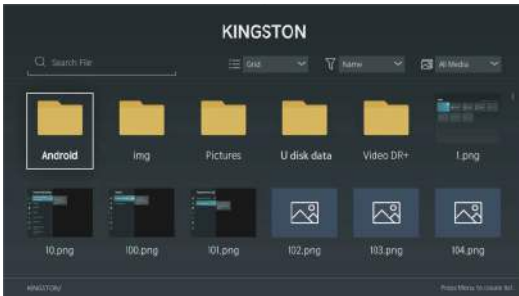 KINGSTON
Search File
Grid
Name
All Media
Android
img
Pictures
U disk data
Video DR+
1.png
10.png
100.png
101.png
102.png
103.png
104.png
KINGSTON/
Press Menu to create list